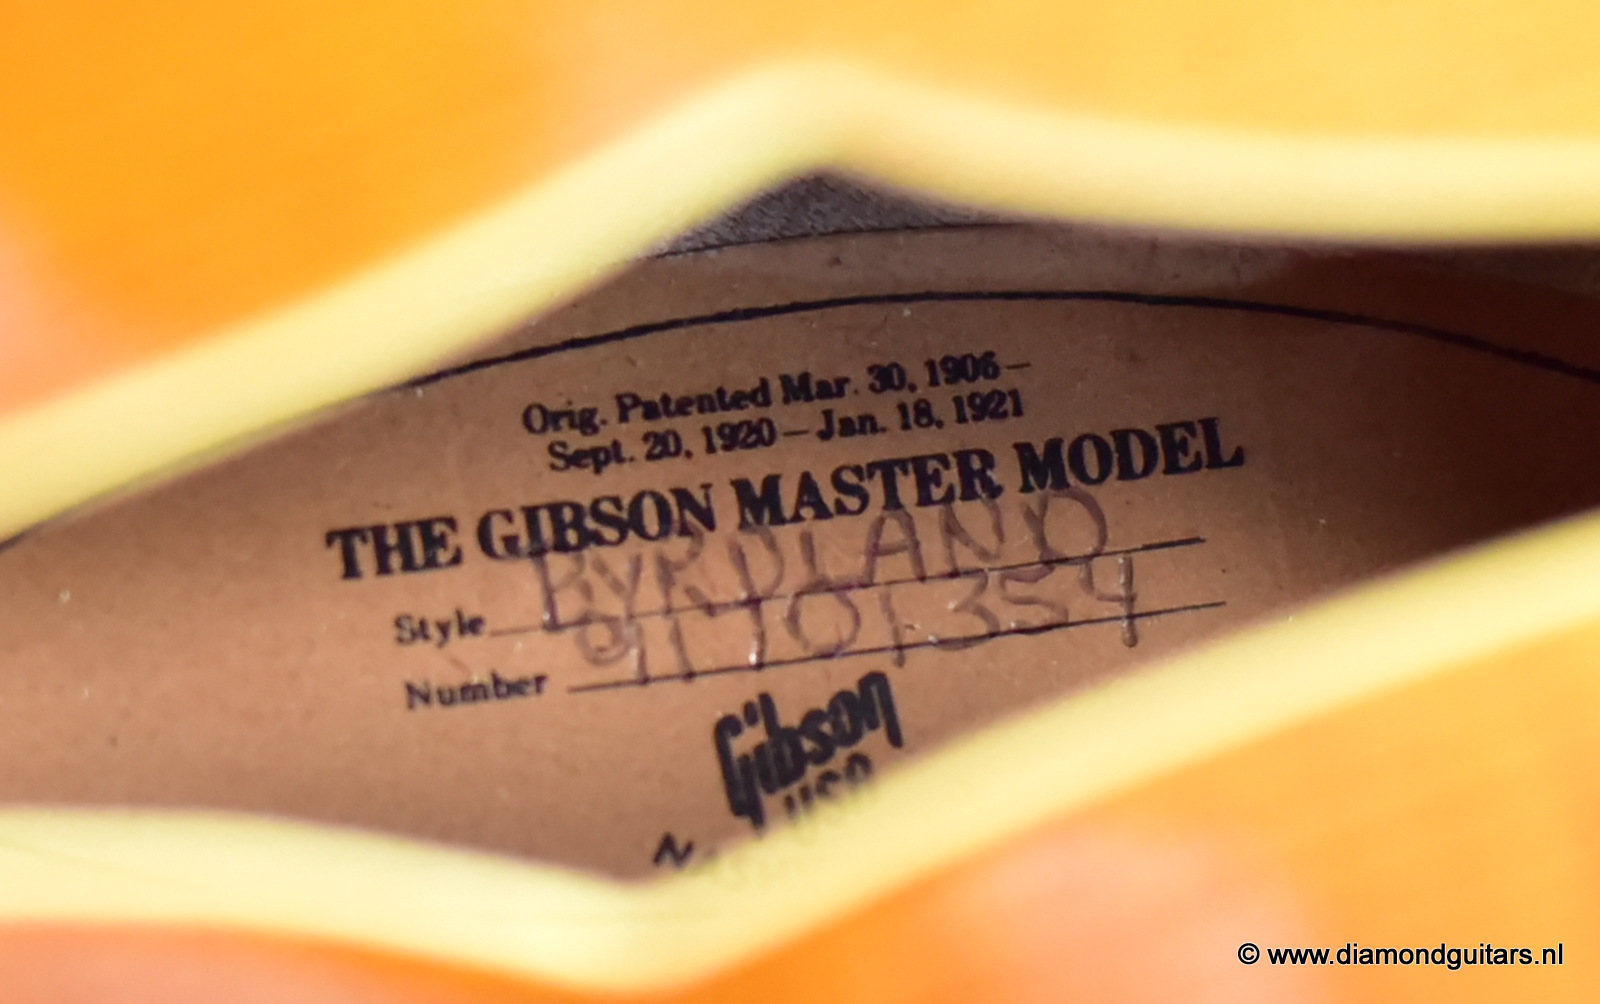 Orig. Patented Mar. 30, 1906 –
Sept. 20, 1920 – Jan. 18, 1921
THE GIBSON MASTER MODEL
Style BYRDLAND
Number 91701354
Gibson
USA
© www.diamondguitars.nl